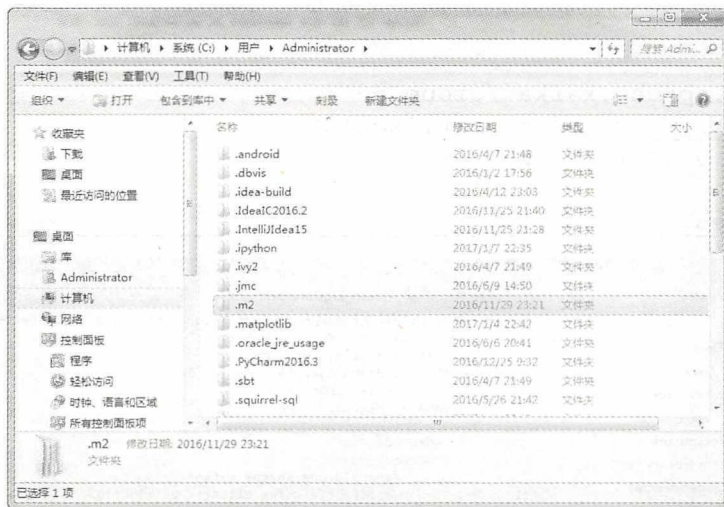 计算机 ▸ 系统 (C:) ▸ 用户 ▸ Administrator ▸
搜索 Admi...
文件(F) 编辑(E) 查看(V) 工具(T) 帮助(H)
组织 打开 包含到库中 共享 刻录 新建文件夹
收藏夹
下载
桌面
最近访问的位置
桌面
库
Administrator
计算机
网络
控制面板
程序
轻松访问
时钟、语言和区域
所有控制面板项
名称 修改日期 类型 大小
.android 2016/4/7 21:48 文件夹
.dbvis 2016/1/2 17:56 文件夹
.idea-build 2016/4/12 23:03 文件夹
.IdeaIC2016.2 2016/11/25 21:40 文件夹
.IntelliJIdea15 2016/11/25 21:28 文件夹
.ipython 2017/1/7 22:35 文件夹
.ivy2 2016/4/7 21:49 文件夹
.jmc 2016/6/9 14:50 文件夹
.m2 2016/11/29 23:21 文件夹
.matplotlib 2017/1/4 22:42 文件夹
.oracle_jre_usage 2016/6/6 20:41 文件夹
.PyCharm2016.3 2016/12/25 9:32 文件夹
.sbt 2016/4/7 21:49 文件夹
.squirrel-sql 2016/5/26 21:42 文件夹
.m2 修改日期: 2016/11/29 23:21
文件夹
已选择 1 项